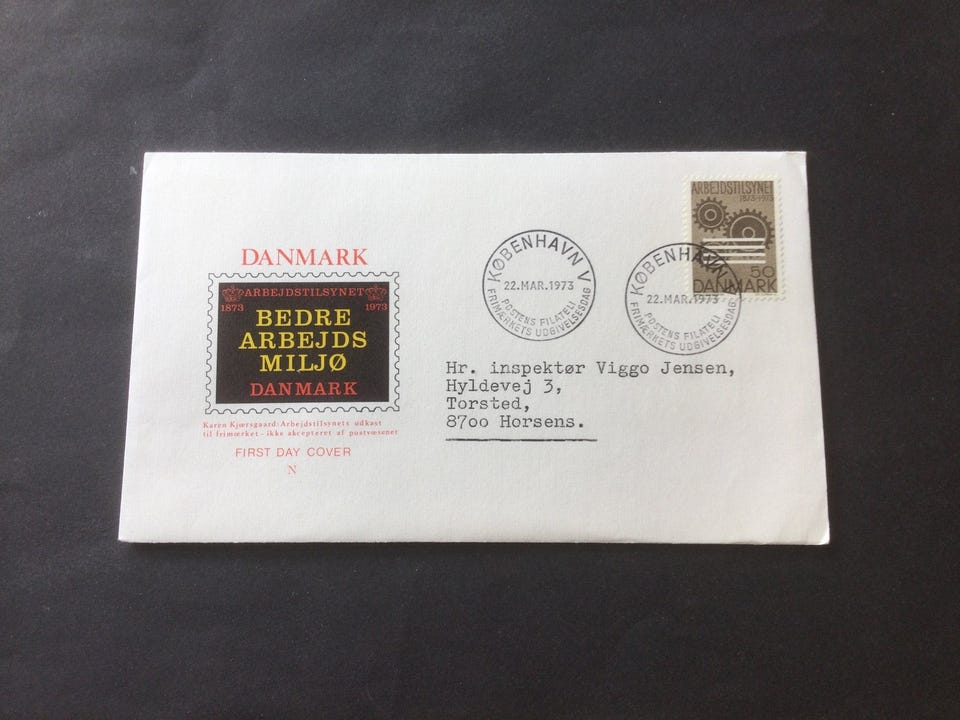 DANMARK
ARBEJDSTILSYNET
1873 1973
BEDRE
ARBEJDS
MILJØ
DANMARK
Karen Kjærsgaard: Arbejdstilsynets udkast
til frimærket - ikke akcepteret af postvæsenet
FIRST DAY COVER
N
KØBENHAVN V
22.MAR.1973
POSTENS FILATELI
FRIMÆRKETS UDGIVELSESDAG
KØBENHAVN V
22.MAR.1973
POSTENS FILATELI
FRIMÆRKETS UDGIVELSESDAG
ARBEJDSTILSYNET
1873-1973
50
DANMARK
Hr. inspektør Viggo Jensen,
Hyldevej 3,
Torsted,
8700 Horsens.